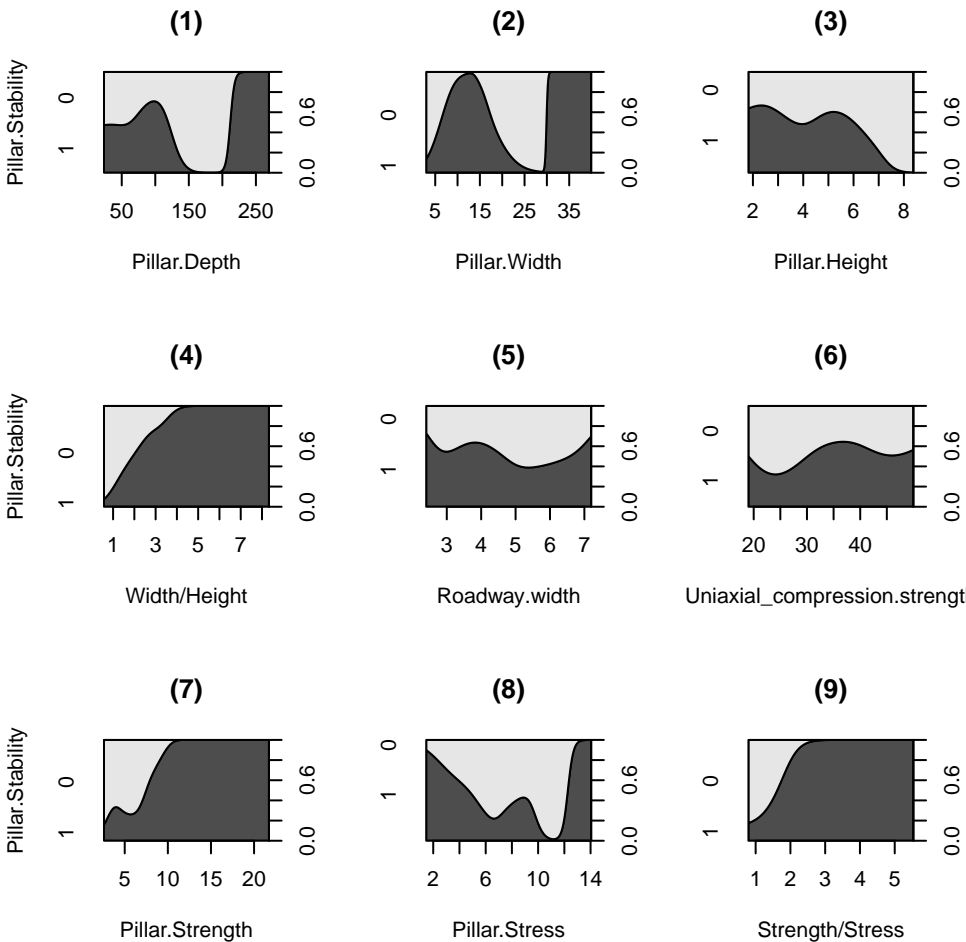 (1) (2) (3)
Pillar.Stability
0
1
0.0 0.6
50 150 250
Pillar.Depth
0
1
0.0 0.6
5 15 25 35
Pillar.Width
0
1
0.0 0.6
2 4 6 8
Pillar.Height
(4) (5) (6)
Pillar.Stability
0
1
0.0 0.6
1 3 5 7
Width/Height
0
1
0.0 0.6
3 4 5 6 7
Roadway.width
0
1
0.0 0.6
20 30 40
Uniaxial_compression.strengt
(7) (8) (9)
Pillar.Stability
0
1
0.0 0.6
5 10 15 20
Pillar.Strength
0
1
0.0 0.6
2 6 10 14
Pillar.Stress
0
1
0.0 0.6
1 2 3 4 5
Strength/Stress